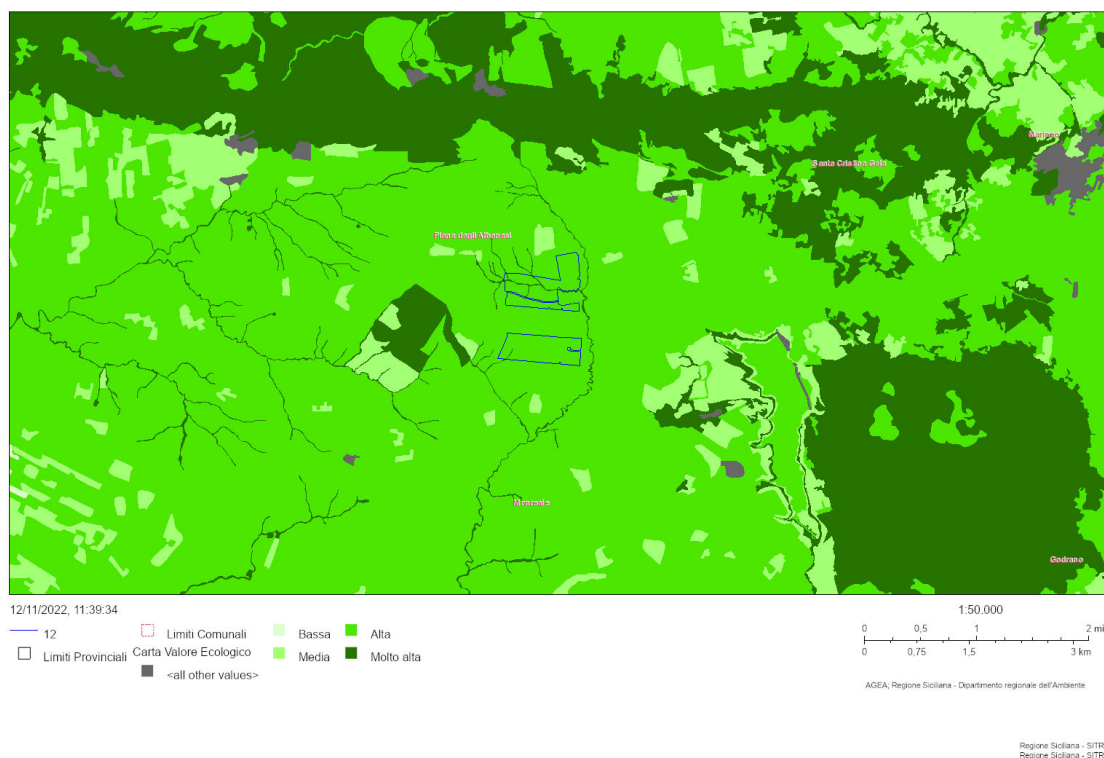 Marineo
Santa Cristina Gela
Piana degli Albanesi
Monreale
Godrano
12/11/2022, 11:39:34
12
Limiti Provinciali
Limiti Comunali
Carta Valore Ecologico
<all other values>
Bassa
Media
Alta
Molto alta
1:50.000
0 0,5 1 2 mi
0 0,75 1,5 3 km
AGEA; Regione Siciliana - Dipartimento regionale dell'Ambiente
Regione Siciliana - SITR
Regione Siciliana - SITR